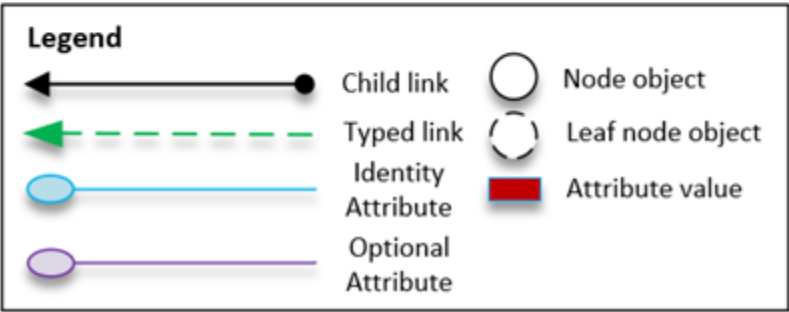 Legend
Child link
Node object
Typed link
Leaf node object
Identity
Attribute
Attribute value
Optional
Attribute